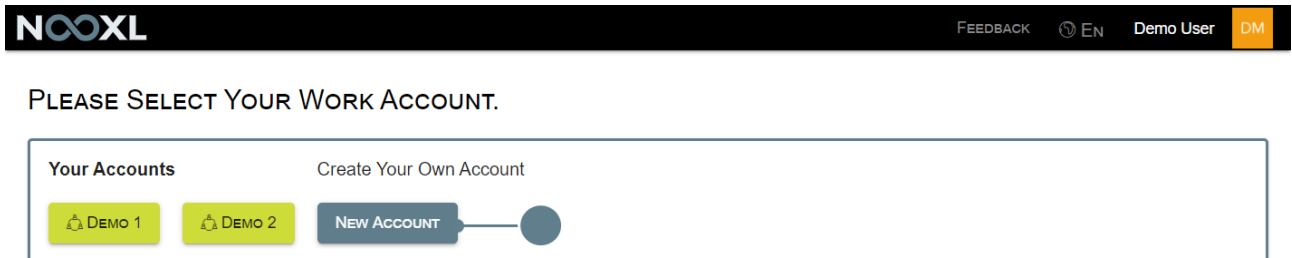 NOOXL
Feedback En Demo User DM
Please Select Your Work Account.
Your Accounts Create Your Own Account
Demo 1 Demo 2 New Account